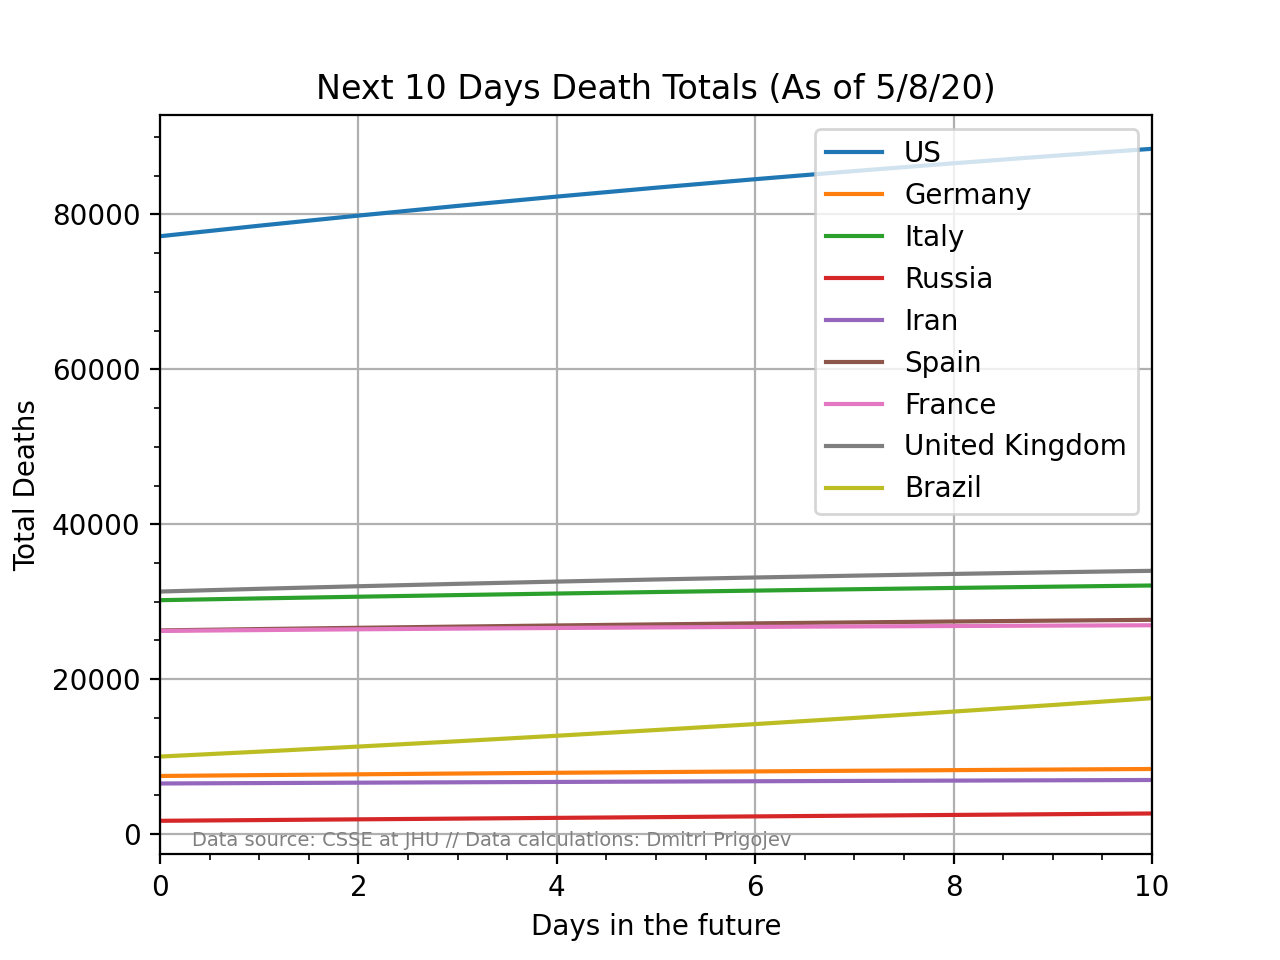 Next 10 Days Death Totals (As of 5/8/20)
US
Germany
Italy
Russia
Iran
Spain
France
United Kingdom
Brazil
80000
60000
40000
20000
0
Total Deaths
Data source: CSSE at JHU // Data calculations: Dmitri Prigojev
0 2 4 6 8 10
Days in the future